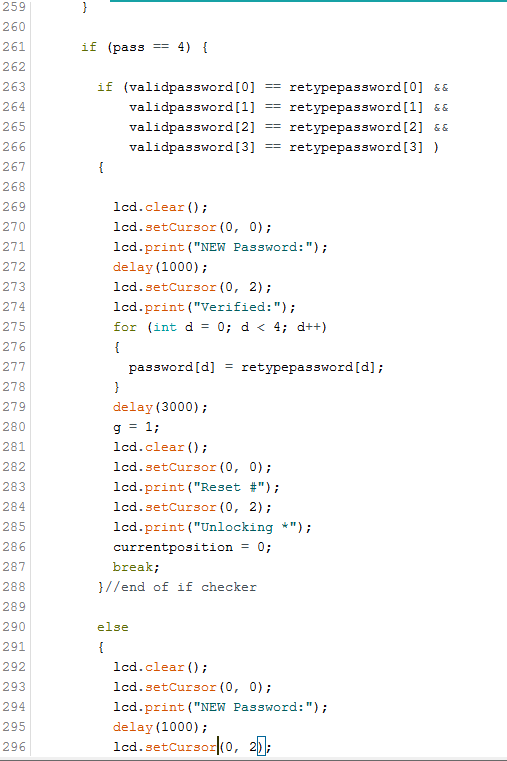 259 }
260
261 if (pass == 4) {
262
263 if (validpassword[0] == retypepassword[0] &&
264 validpassword[1] == retypepassword[1] &&
265 validpassword[2] == retypepassword[2] &&
266 validpassword[3] == retypepassword[3] )
267 {
268
269 lcd.clear();
270 lcd.setCursor(0, 0);
271 lcd.print("NEW Password:");
272 delay(1000);
273 lcd.setCursor(0, 2);
274 lcd.print("Verified:");
275 for (int d = 0; d < 4; d++)
276 {
277 password[d] = retypepassword[d];
278 }
279 delay(3000);
280 g = 1;
281 lcd.clear();
282 lcd.setCursor(0, 0);
283 lcd.print("Reset #");
284 lcd.setCursor(0, 2);
285 lcd.print("Unlocking *");
286 currentposition = 0;
287 break;
288 }//end of if checker
289
290 else
291 {
292 lcd.clear();
293 lcd.setCursor(0, 0);
294 lcd.print("NEW Password:");
295 delay(1000);
296 lcd.setCursor(0, 2);